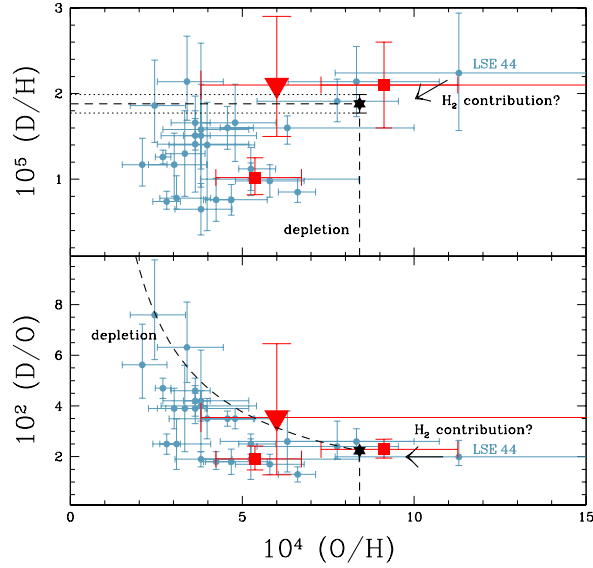 3
LSE 44
2
H₂ contribution?
10⁵ (D/H)
1
depletion
8
depletion
6
10² (D/O)
4
H₂ contribution?
LSE 44
2
0 5 10 15
10⁴ (O/H)